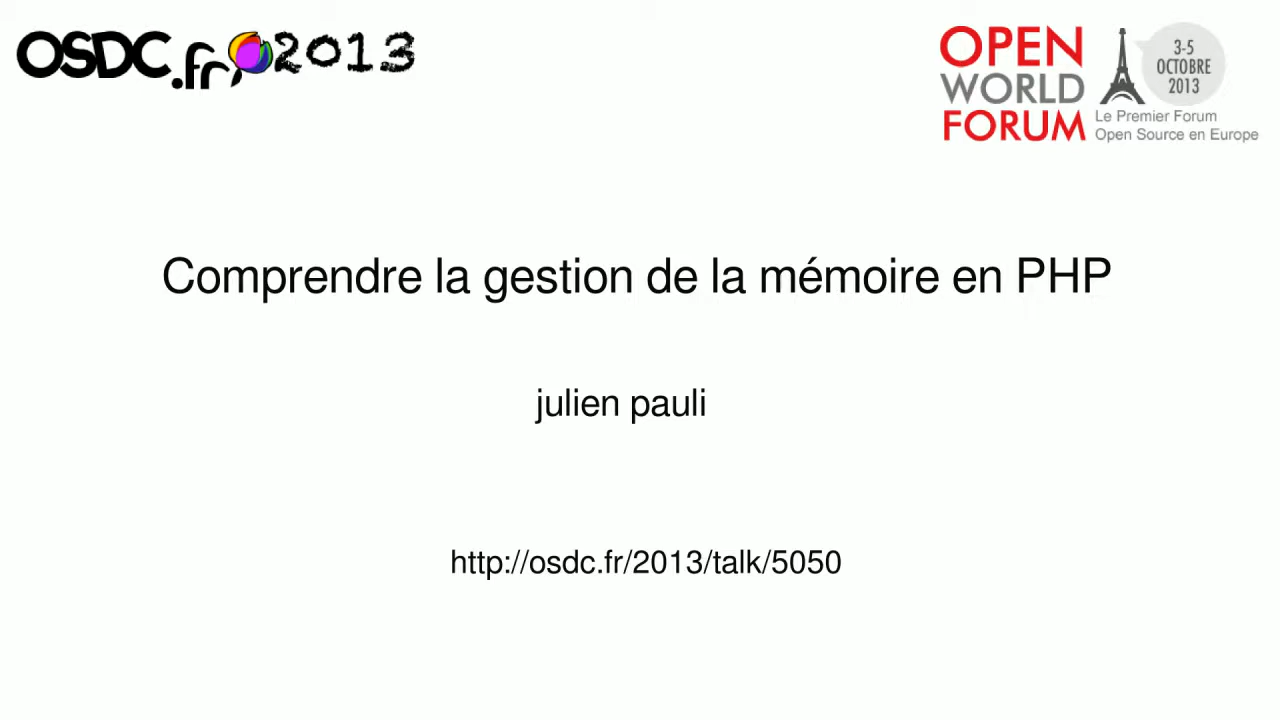 OSDC.fr 2013
OPEN
WORLD
FORUM
3-5
OCTOBRE
2013
Le Premier Forum
Open Source en Europe
Comprendre la gestion de la mémoire en PHP
julien pauli
http://osdc.fr/2013/talk/5050